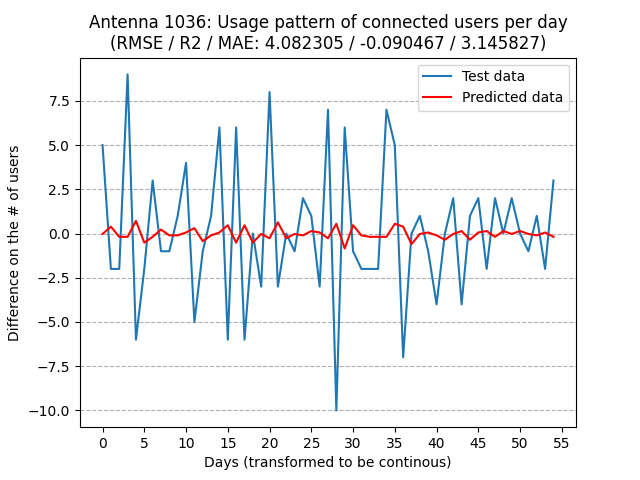 Antenna 1036: Usage pattern of connected users per day
(RMSE / R2 / MAE: 4.082305 / -0.090467 / 3.145827)
Test data
Predicted data
Difference on the # of users
7.5
5.0
2.5
0.0
−2.5
−5.0
−7.5
−10.0
0 5 10 15 20 25 30 35 40 45 50 55
Days (transformed to be continous)